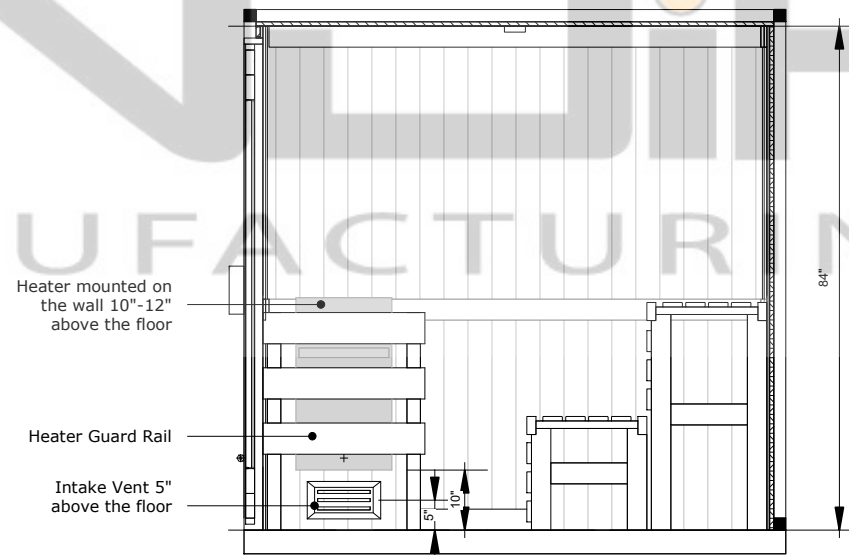 UFACTURIN
Heater mounted on
the wall 10"-12"
above the floor
Heater Guard Rail
Intake Vent 5"
above the floor
5"
10"
84"